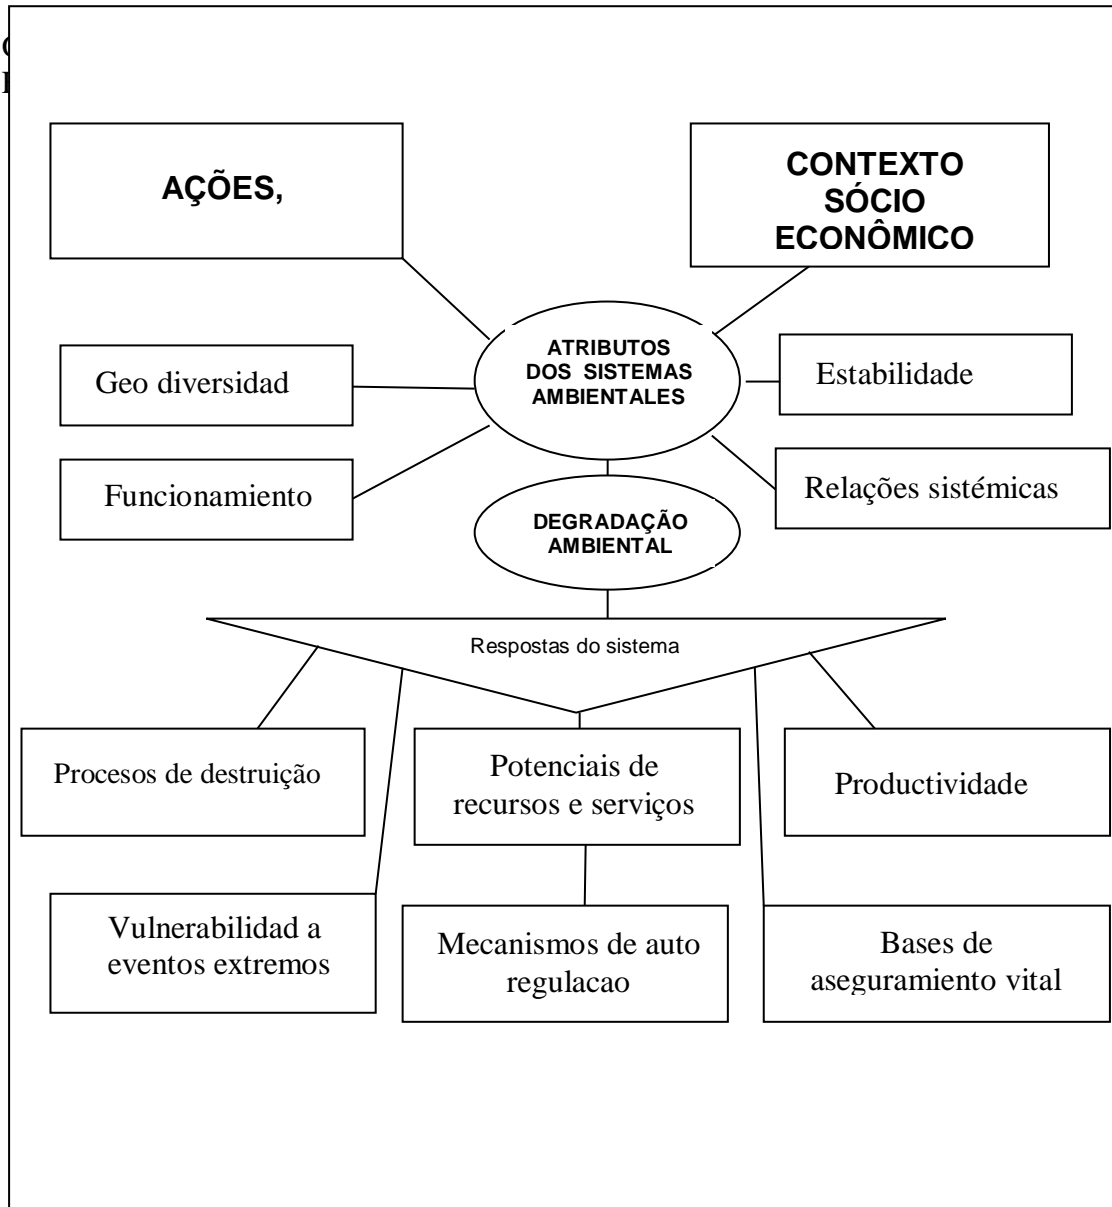 AÇÕES,
CONTEXTO
SÓCIO
ECONÔMICO
ATRIBUTOS
DOS SISTEMAS
AMBIENTALES
Geo diversidad
Estabilidade
Funcionamiento
Relações sistémicas
DEGRADAÇÃO
AMBIENTAL
Respostas do sistema
Procesos de destruição
Potenciais de
recursos e serviços
Productividade
Vulnerabilidad a
eventos extremos
Mecanismos de auto
regulacao
Bases de
aseguramiento vital